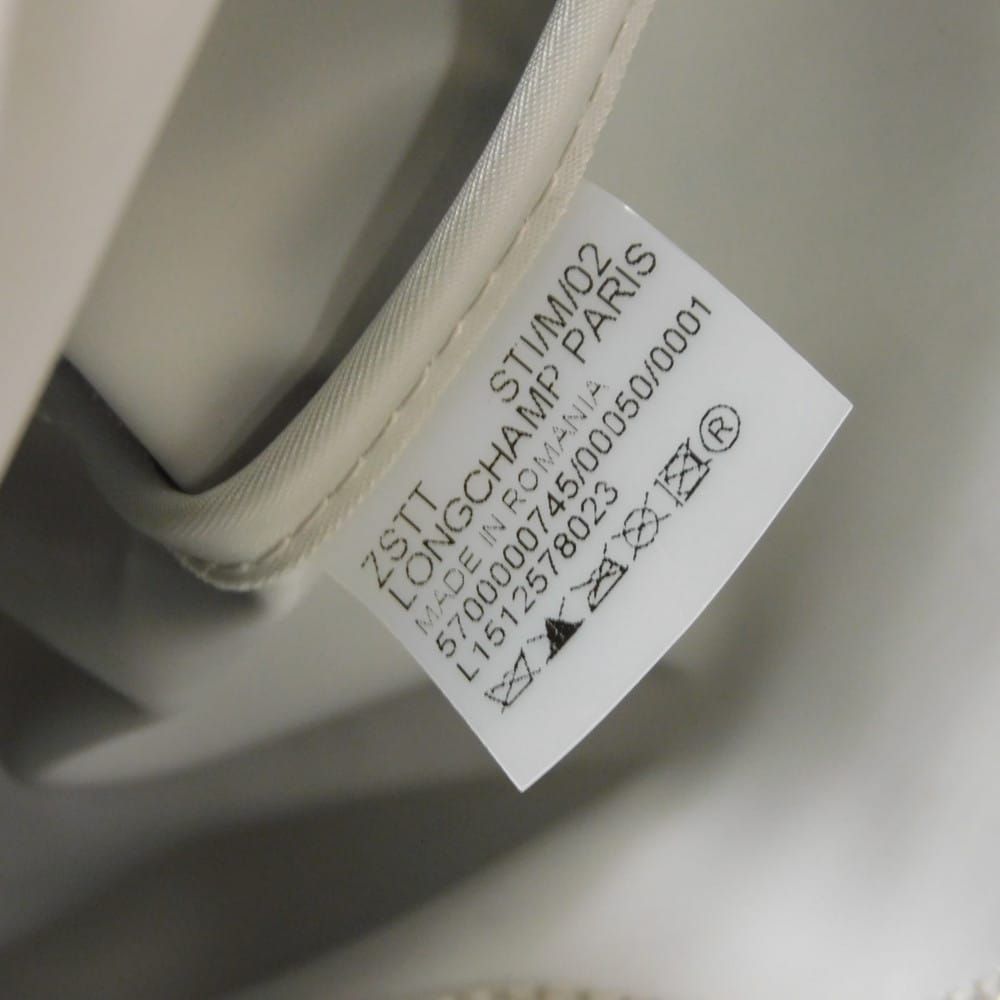 ZSTT STI/M/02
LONGCHAMP PARIS
MADE IN ROMANIA
5700000745/00050/0001
L1512578023
®